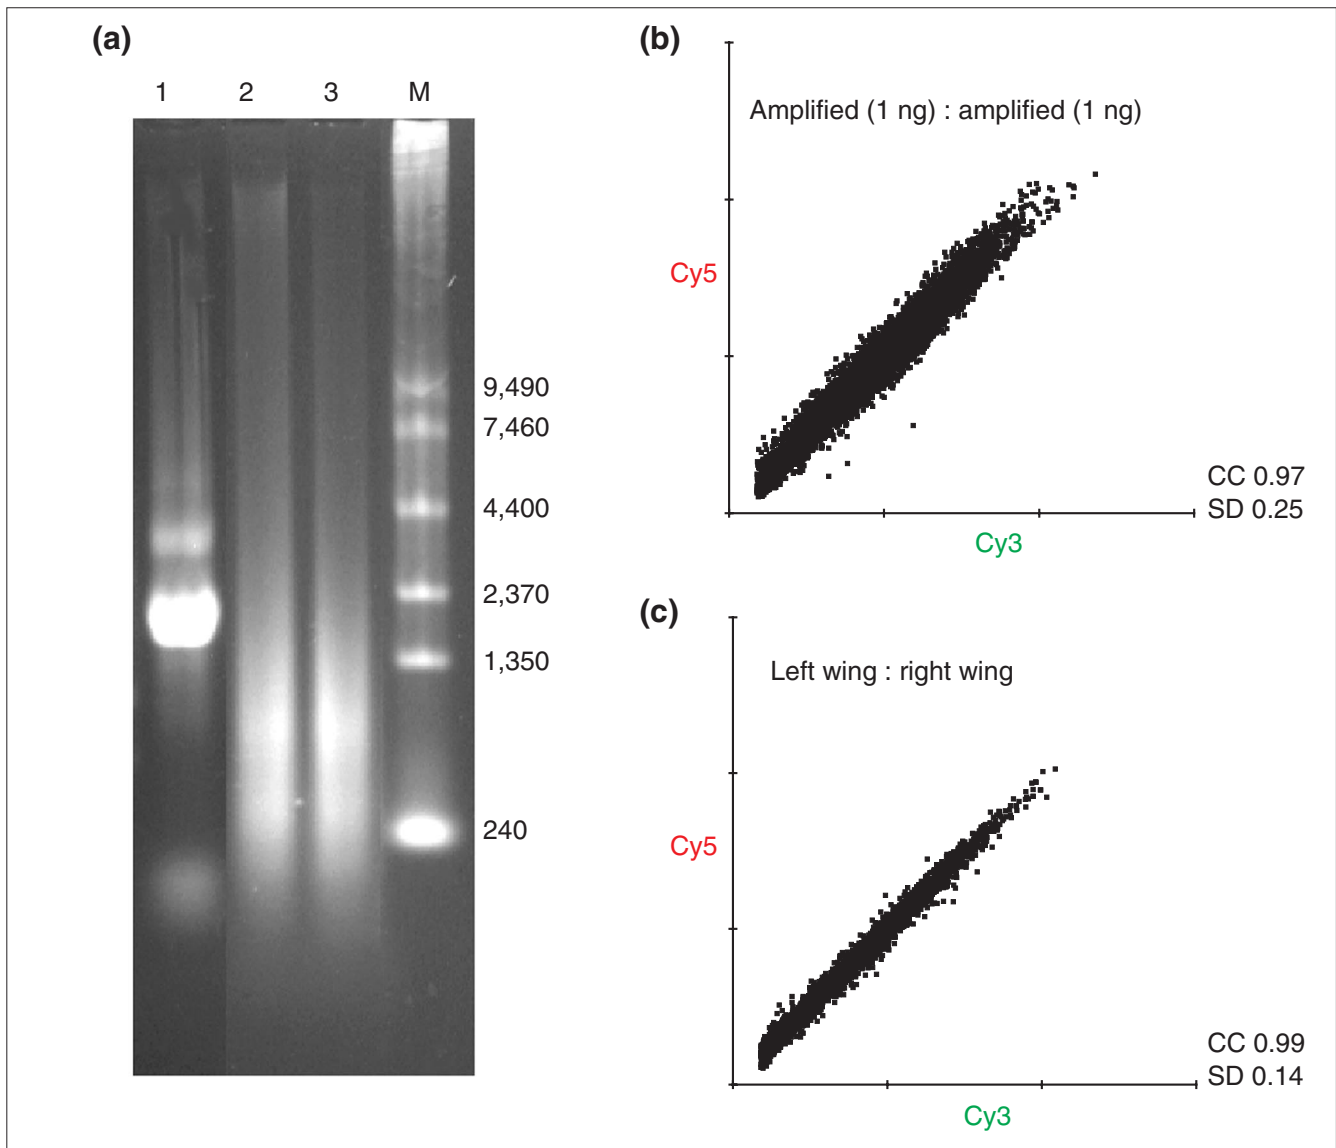 (a)
1 2 3 M
9,490
7,460
4,400
2,370
1,350
240
(b)
Amplified (1 ng) : amplified (1 ng)
Cy5
CC 0.97
SD 0.25
Cy3
(c)
Left wing : right wing
Cy5
CC 0.99
SD 0.14
Cy3